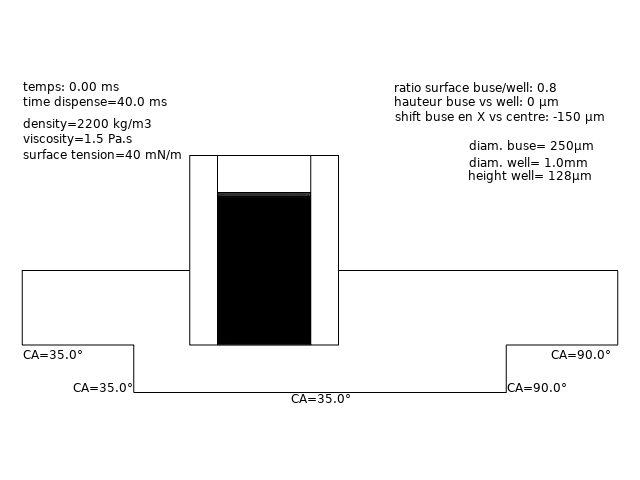 temps: 0.00 ms
time dispense=40.0 ms
density=2200 kg/m3
viscosity=1.5 Pa.s
surface tension=40 mN/m
ratio surface buse/well: 0.8
hauteur buse vs well: 0 µm
shift buse en X vs centre: -150 µm
diam. buse= 250µm
diam. well= 1.0mm
height well= 128µm
CA=35.0°
CA=90.0°
CA=35.0°
CA=90.0°
CA=35.0°